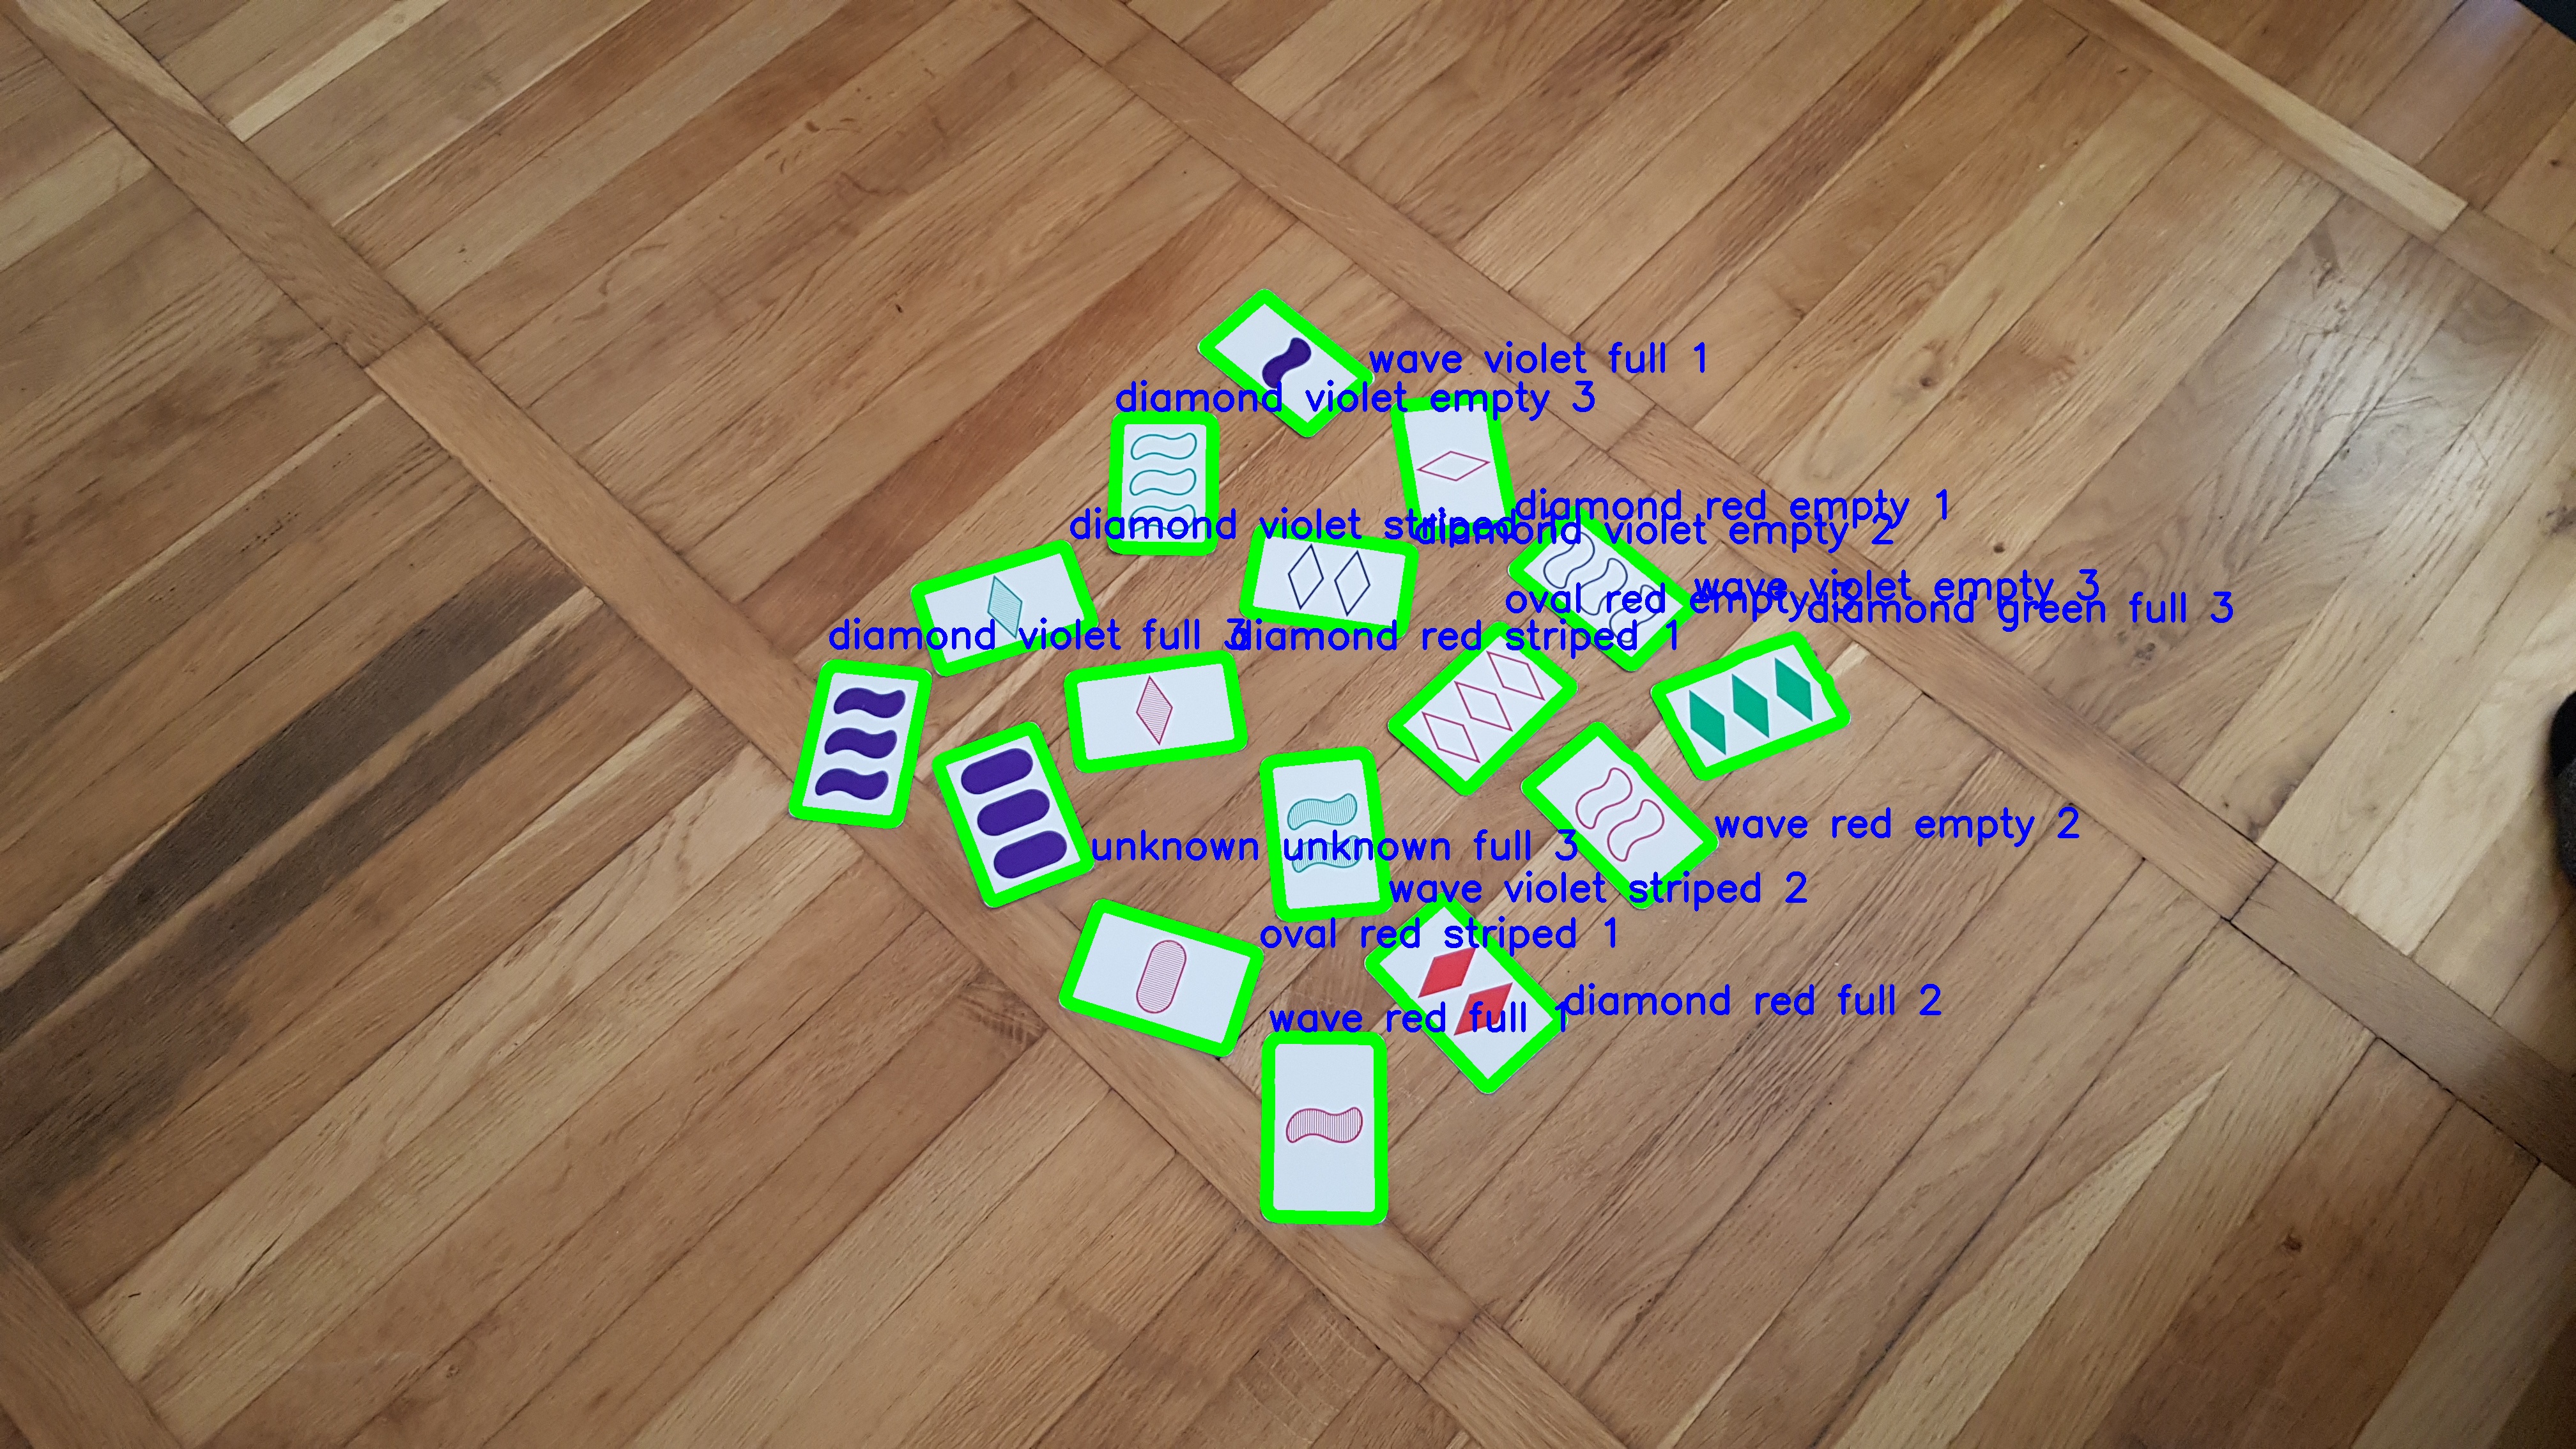 wave violet full 1
diamond violet empty 3
diamond red empty 1
diamond violet striped
diamond violet empty 2
wave violet empty 3
oval red empty 3
diamond green full 3
diamond violet full 3
diamond red striped 1
wave red empty 2
unknown unknown full 3
wave violet striped 2
oval red striped 1
diamond red full 2
wave red full 1